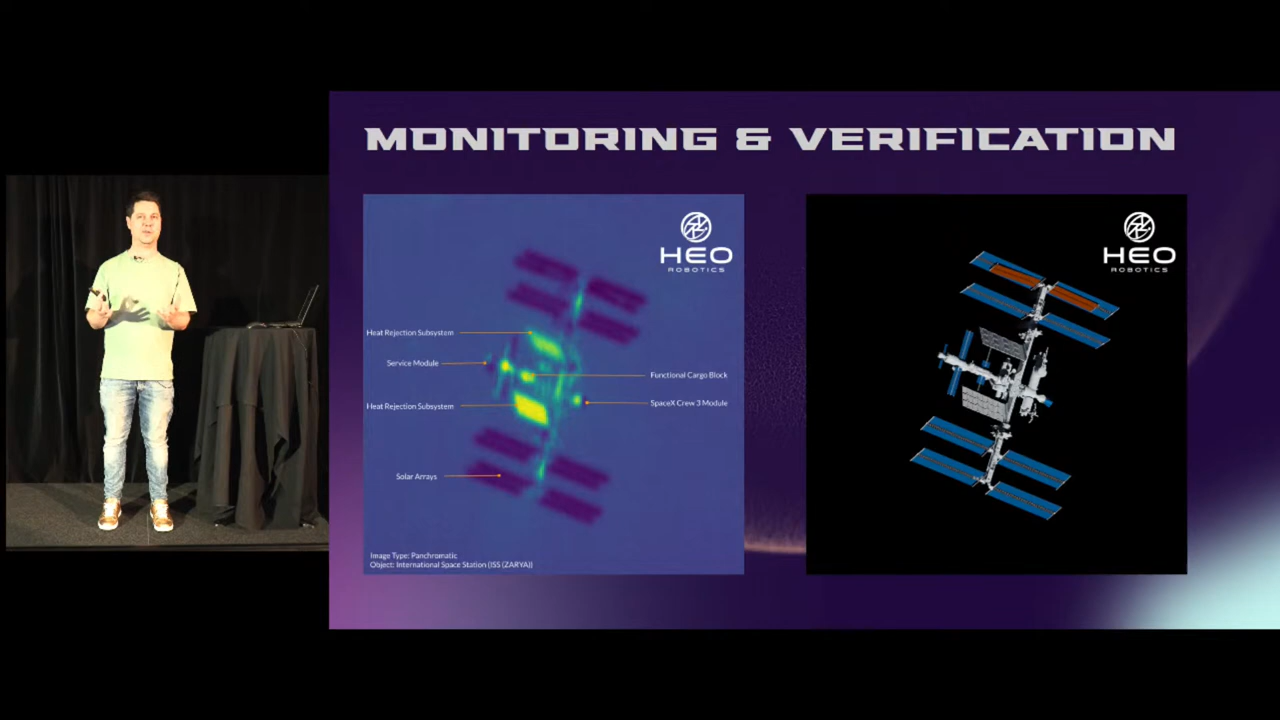 MONITORING & VERIFICATION
HEO
ROBOTICS
Heat Rejection Subsystem
Service Module
Functional Cargo Block
SpaceX Crew 3 Module
Heat Rejection Subsystem
Solar Arrays
Image Type: Panchromatic
Object: International Space Station (ISS (ZARYA))
HEO
ROBOTICS